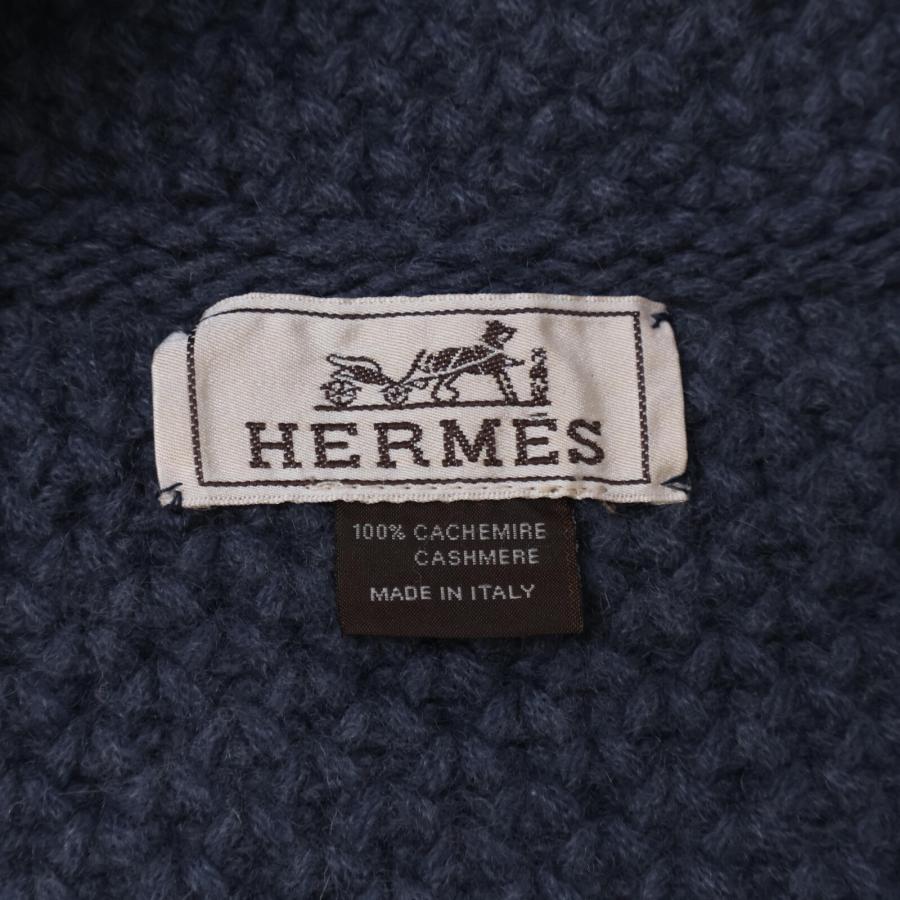 HERMÈS
100% CACHEMIRE
CASHMERE
MADE IN ITALY